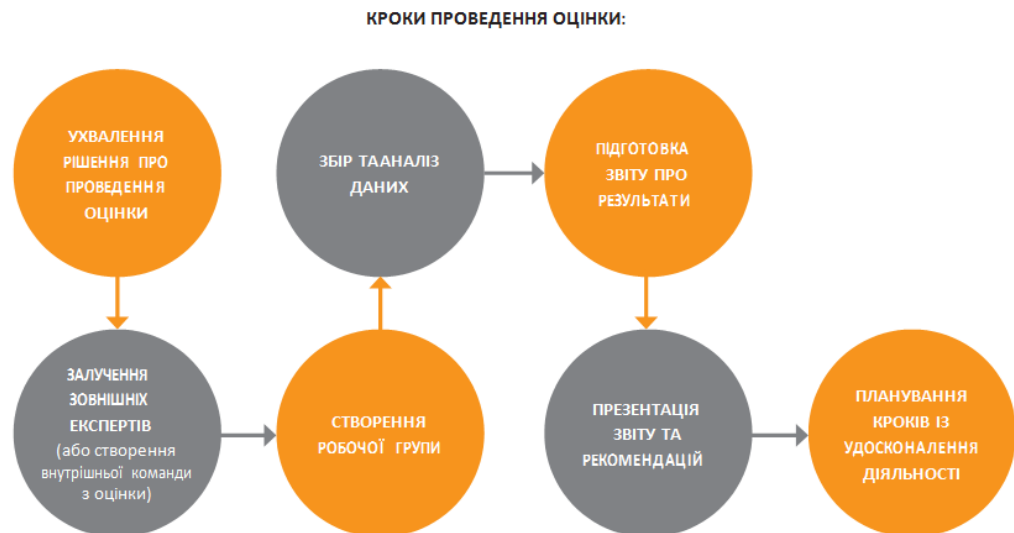 КРОКИ ПРОВЕДЕННЯ ОЦІНКИ:
УХВАЛЕННЯ
РІШЕННЯ ПРО
ПРОВЕДЕННЯ
ОЦІНКИ
ЗАЛУЧЕННЯ
ЗОВНІШНІХ
ЕКСПЕРТІВ
(або створення
внутрішньої команди
з оцінки)
СТВОРЕННЯ
РОБОЧОЇ ГРУПИ
ЗБІР ТААНАЛІЗ
ДАНИХ
ПІДГОТОВКА
ЗВІТУ ПРО
РЕЗУЛЬТАТИ
ПРЕЗЕНТАЦІЯ
ЗВІТУ ТА
РЕКОМЕНДАЦІЙ
ПЛАНУВАННЯ
КРОКІВ ІЗ
УДОСКОНАЛЕННЯ
ДІЯЛЬНОСТІ